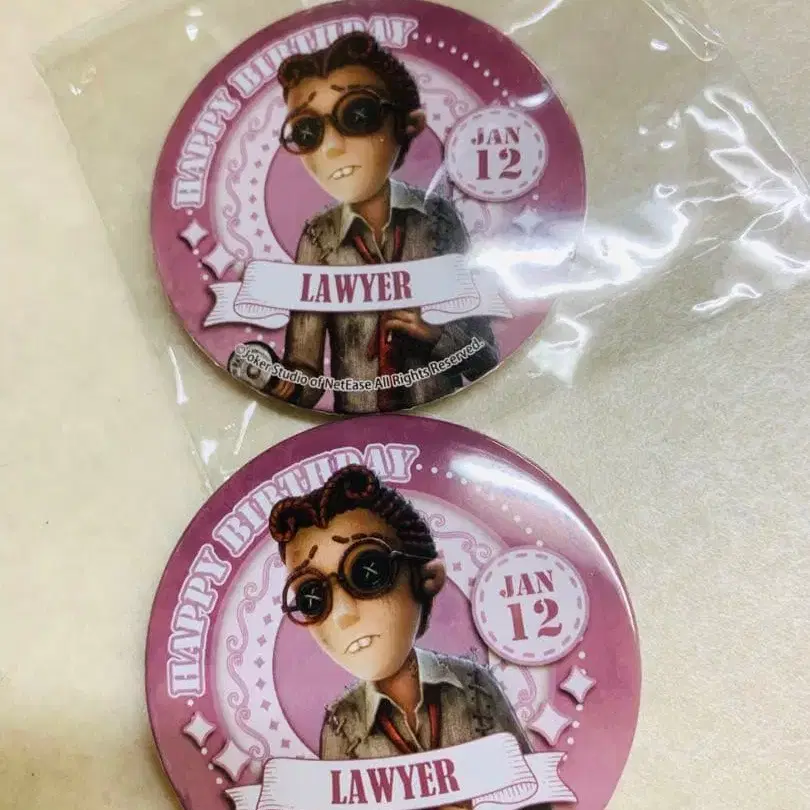 HAPPY BIRTHDAY
JAN
12
LAWYER
©Joker Studio of NetEase All Rights Reserved.
HAPPY BIRTHDAY
JAN
12
LAWYER